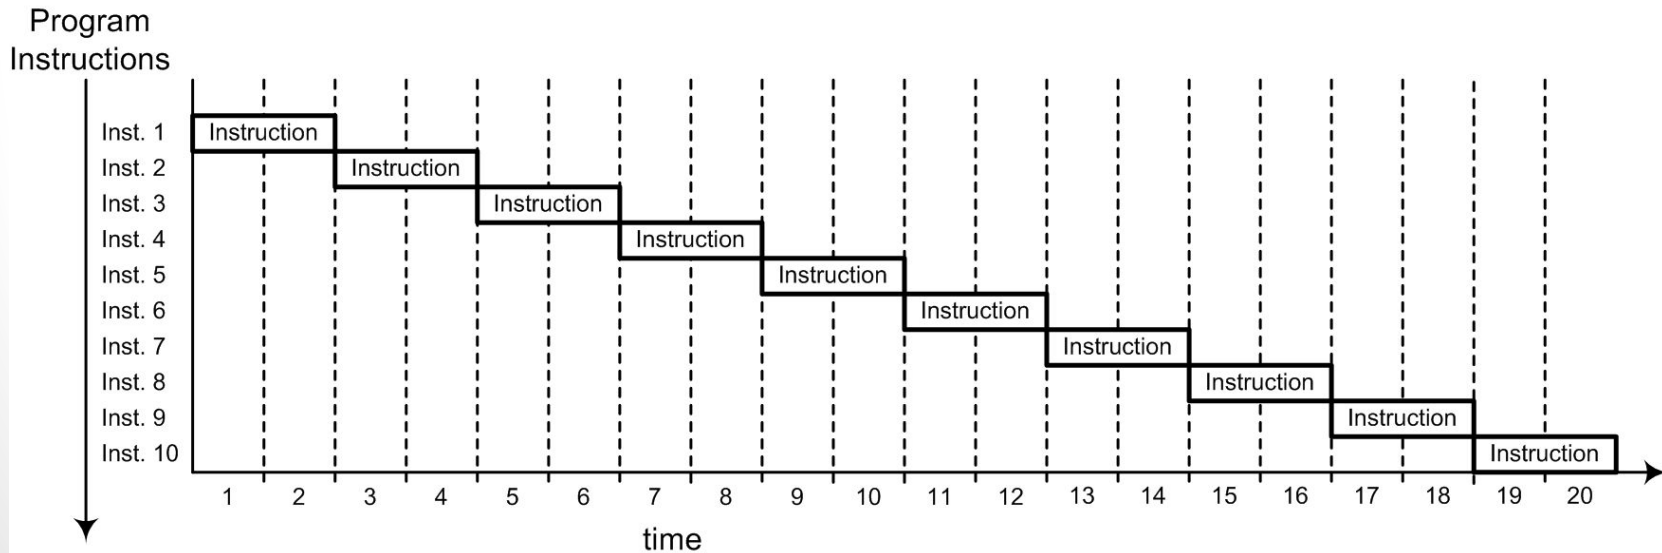 Program
Instructions
Inst. 1 Instruction
Inst. 2 Instruction
Inst. 3 Instruction
Inst. 4 Instruction
Inst. 5 Instruction
Inst. 6 Instruction
Inst. 7 Instruction
Inst. 8 Instruction
Inst. 9 Instruction
Inst. 10 Instruction
1 2 3 4 5 6 7 8 9 10 11 12 13 14 15 16 17 18 19 20
time